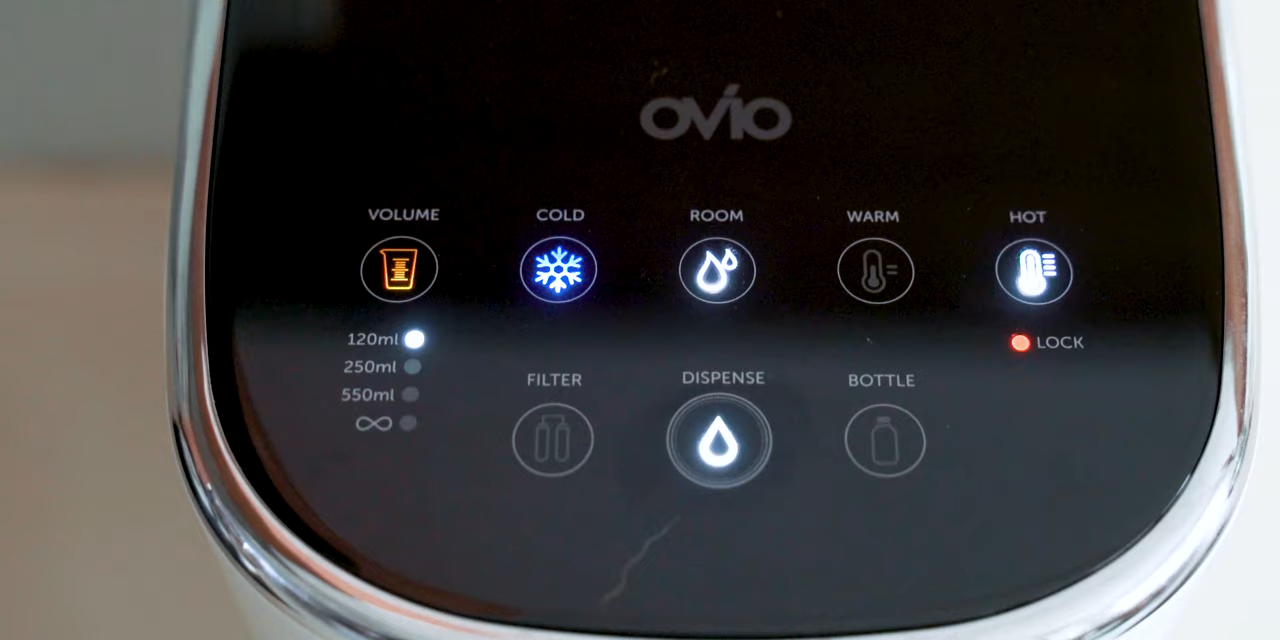 OVIO
VOLUME COLD ROOM WARM HOT
120ml LOCK
250ml
550ml
∞
FILTER DISPENSE BOTTLE